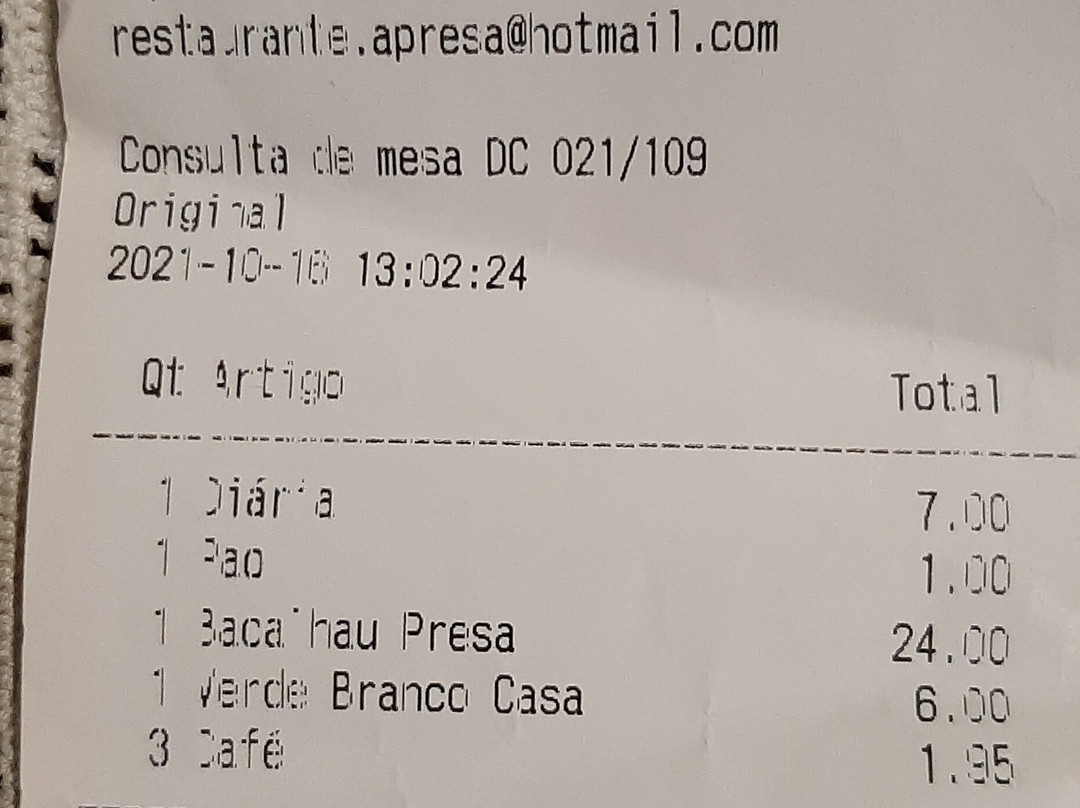 restaurante.apresa@hotmail.com
Consulta de mesa DC 021/109
Original
2021-10-16 13:02:24
Qt Artigo Total
1 Diária 7.00
1 Pao 1.00
1 Bacalhau Presa 24.00
1 Verde Branco Casa 6.00
3 Café 1.95